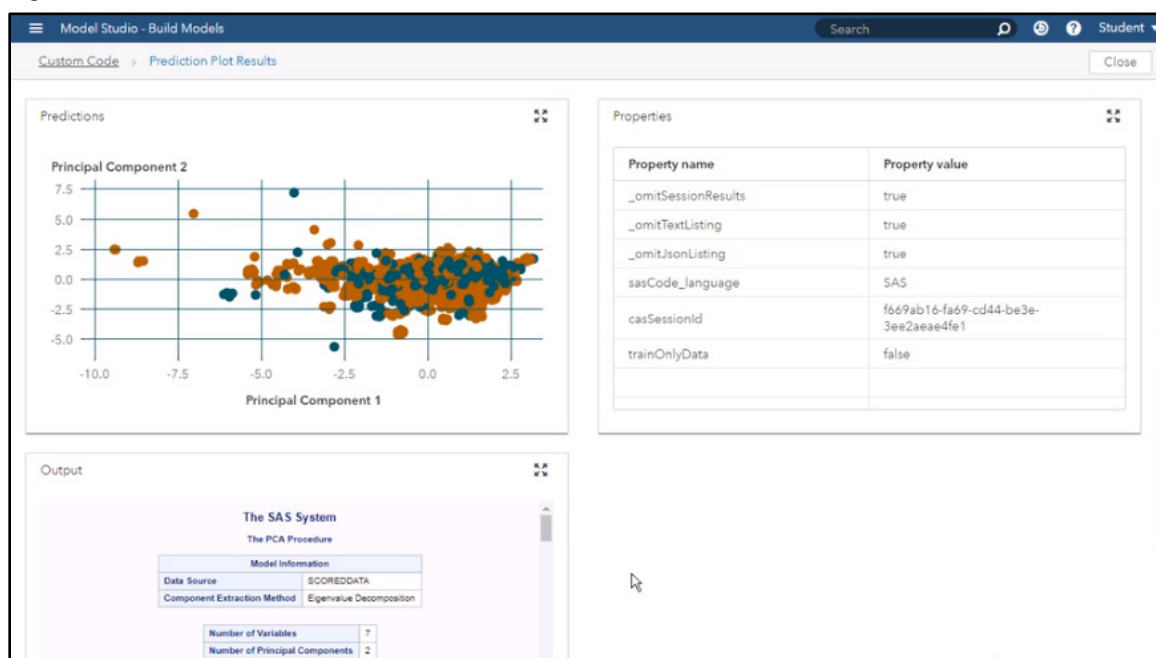 Model Studio - Build Models
Search
Student
Custom Code > Prediction Plot Results
Close
Predictions
Principal Component 2
7.5
5.0
2.5
0.0
-2.5
-5.0
-10.0 -7.5 -5.0 -2.5 0.0 2.5
Principal Component 1
Properties
Property name Property value
_omitSessionResults true
_omitTextListing true
_omitJsonListing true
sasCode_language SAS
casSessionId f669ab16-fa69-cd44-be3e-
3ee2aeae4fe1
trainOnlyData false
Output
The SAS System
The PCA Procedure
Model Information
Data Source SCOREDDATA
Component Extraction Method Eigenvalue Decomposition
Number of Variables 7
Number of Principal Components 2